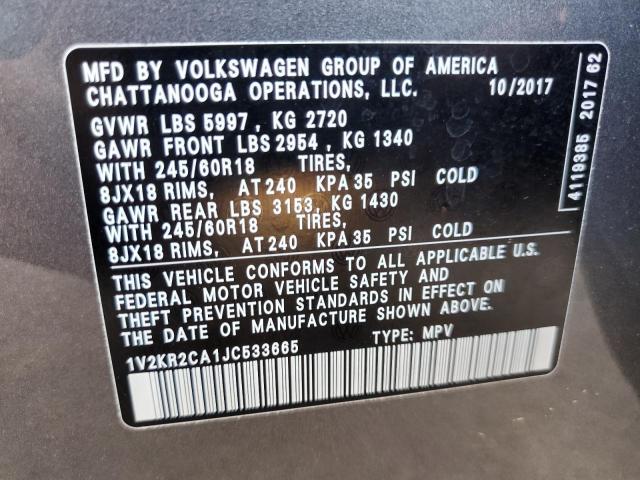 MFD BY VOLKSWAGEN GROUP OF AMERICA
CHATTANOOGA OPERATIONS, LLC. 10/2017
GVWR LBS 5997 , KG 2720
GAWR FRONT LBS 2954 , KG 1340
WITH 245/60R18 TIRES,
8JX18 RIMS, AT 240 KPA 35 PSI COLD
GAWR REAR LBS 3153, KG 1430
WITH 245/60R18 TIRES,
8JX18 RIMS, AT 240 KPA 35 PSI COLD
THIS VEHICLE CONFORMS TO ALL APPLICABLE U.S.
FEDERAL MOTOR VEHICLE SAFETY AND
THEFT PREVENTION STANDARDS IN EFFECT ON
THE DATE OF MANUFACTURE SHOWN ABOVE.
1V2KR2CA1JC533665 TYPE: MPV
4119385 2017 62